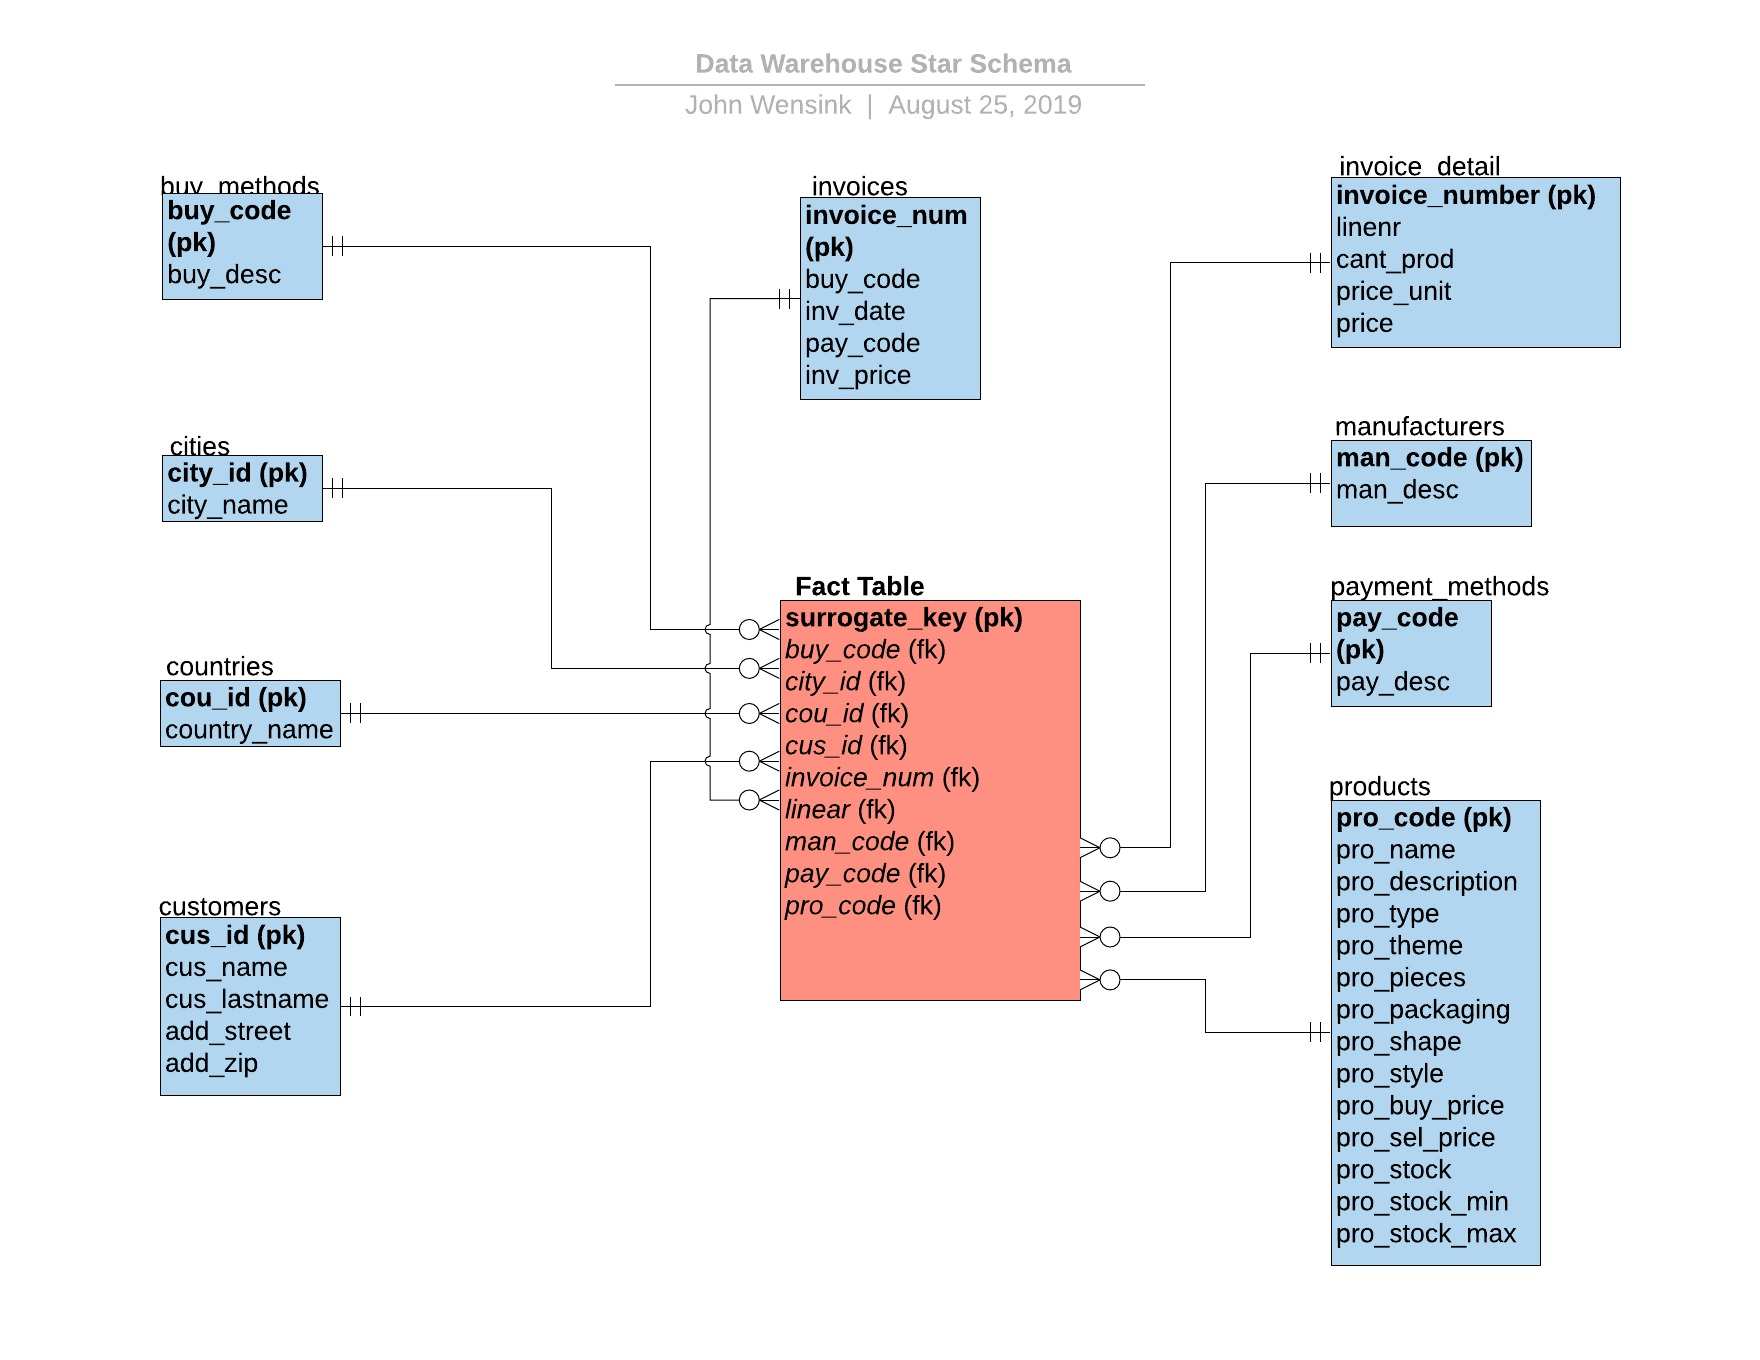 Data Warehouse Star Schema
John Wensink | August 25, 2019
buy_methods
buy_code
(pk)
buy_desc
cities
city_id (pk)
city_name
countries
cou_id (pk)
country_name
customers
cus_id (pk)
cus_name
cus_lastname
add_street
add_zip
invoices
invoice_num
(pk)
buy_code
inv_date
pay_code
inv_price
Fact Table
surrogate_key (pk)
buy_code (fk)
city_id (fk)
cou_id (fk)
cus_id (fk)
invoice_num (fk)
linear (fk)
man_code (fk)
pay_code (fk)
pro_code (fk)
invoice_detail
invoice_number (pk)
linenr
cant_prod
price_unit
price
manufacturers
man_code (pk)
man_desc
payment_methods
pay_code
(pk)
pay_desc
products
pro_code (pk)
pro_name
pro_description
pro_type
pro_theme
pro_pieces
pro_packaging
pro_shape
pro_style
pro_buy_price
pro_sel_price
pro_stock
pro_stock_min
pro_stock_max